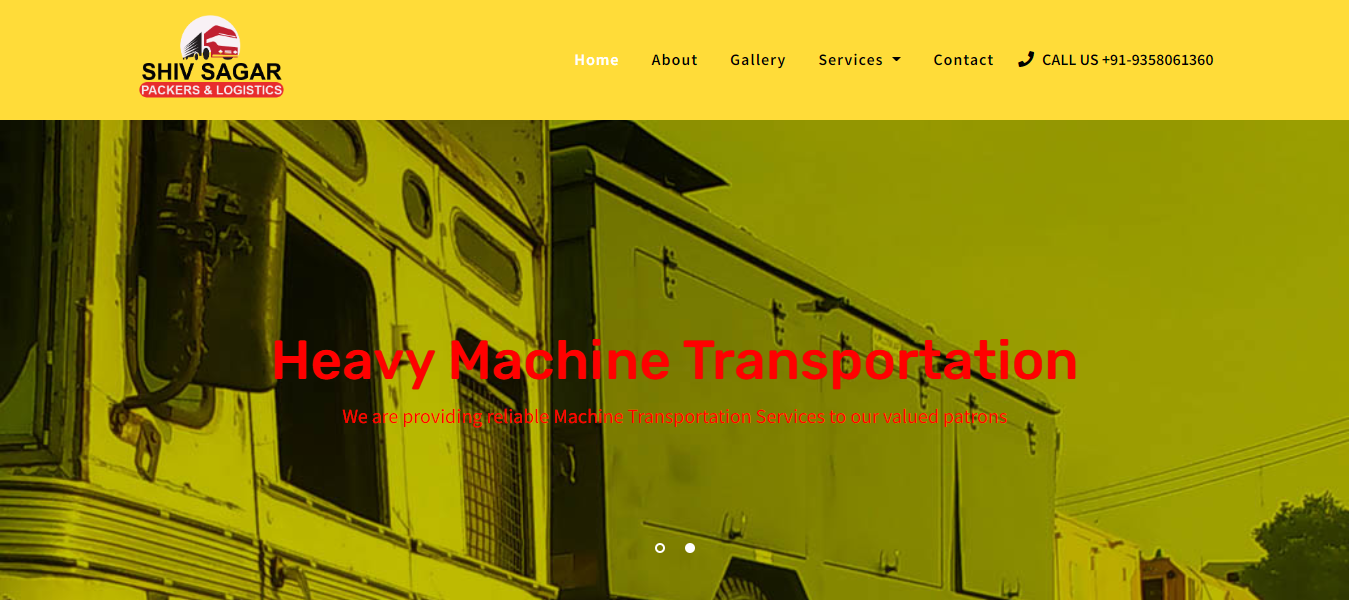 SHIV SAGAR
PACKERS & LOGISTICS
Home About Gallery Services Contact CALL US +91-9358061360
Heavy Machine Transportation
We are providing reliable Machine Transportation Services to our valued patrons